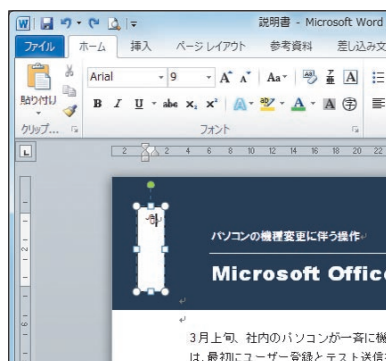 説明書 - Microsoft Word
ファイル ホーム 挿入 ページ レイアウト 参考資料 差し込み文
Arial 9 A A Aa
貼り付け B I U abc x₂ x² A A A
クリップ... フォント
L 2 2 4 6 8 10 12 14 16 18 20 22
パソコンの機種変更に伴う操作
Microsoft Offic
3月上旬、社内のパソコンが一斉に機
は、最初にユーザー登録とテスト送信